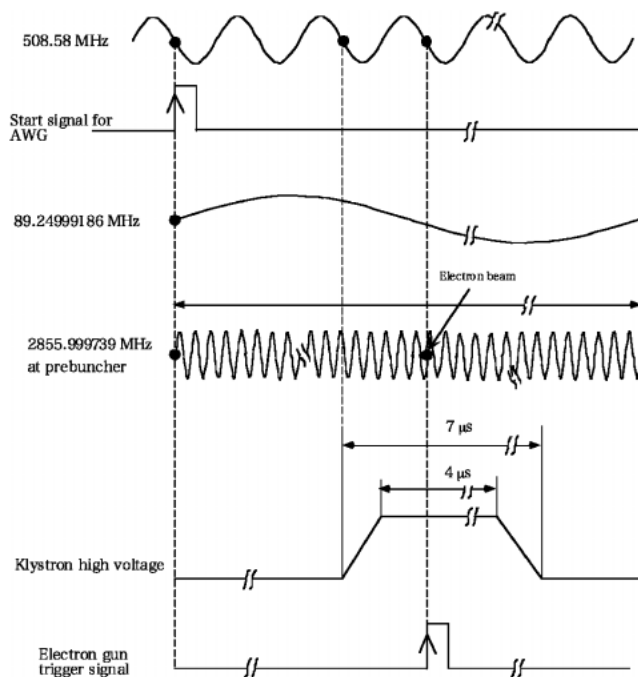 508.58 MHz
Start signal for
AWG
89.24999186 MHz
Electron beam
2855.999739 MHz
at prebuncher
7 μs
4 μs
Klystron high voltage
Electron gun
trigger signal